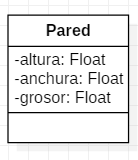 Pared
-altura: Float
-anchura: Float
-grosor: Float